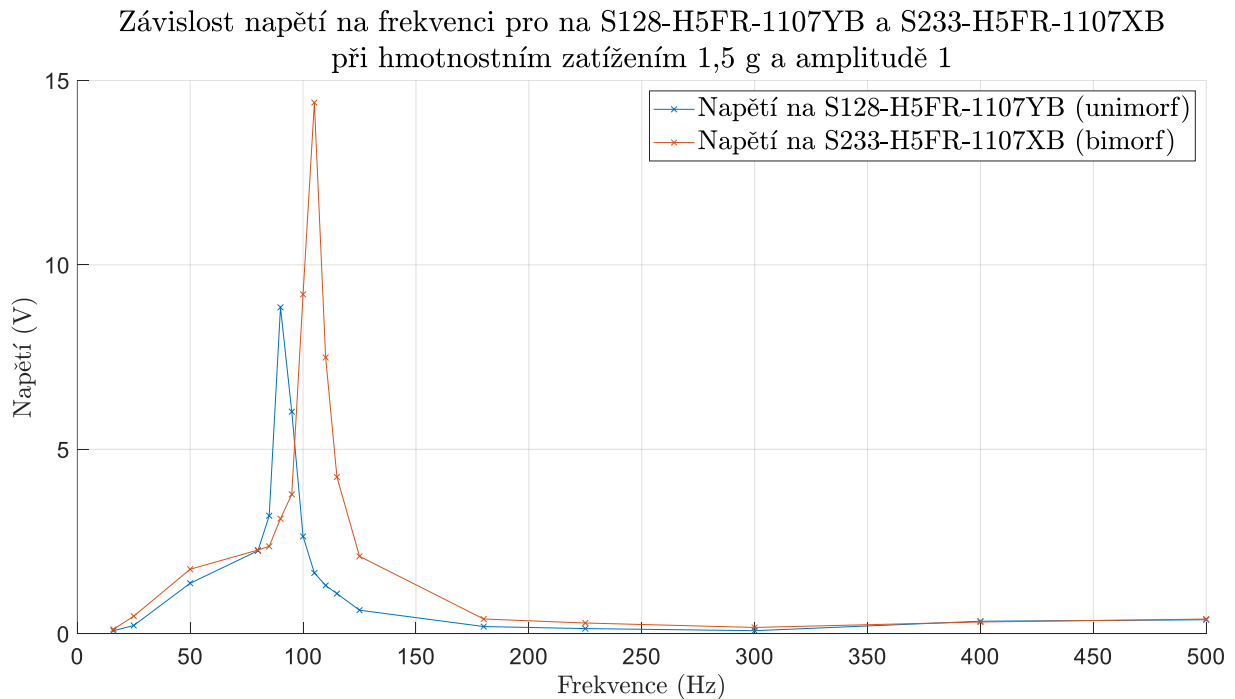 Závislost napětí na frekvenci pro na S128-H5FR-1107YB a S233-H5FR-1107XB
při hmotnostním zatížením 1,5 g a amplitudě 1
Napětí na S128-H5FR-1107YB (unimorf)
Napětí na S233-H5FR-1107XB (bimorf)
15
10
5
0
Napětí (V)
0 50 100 150 200 250 300 350 400 450 500
Frekvence (Hz)